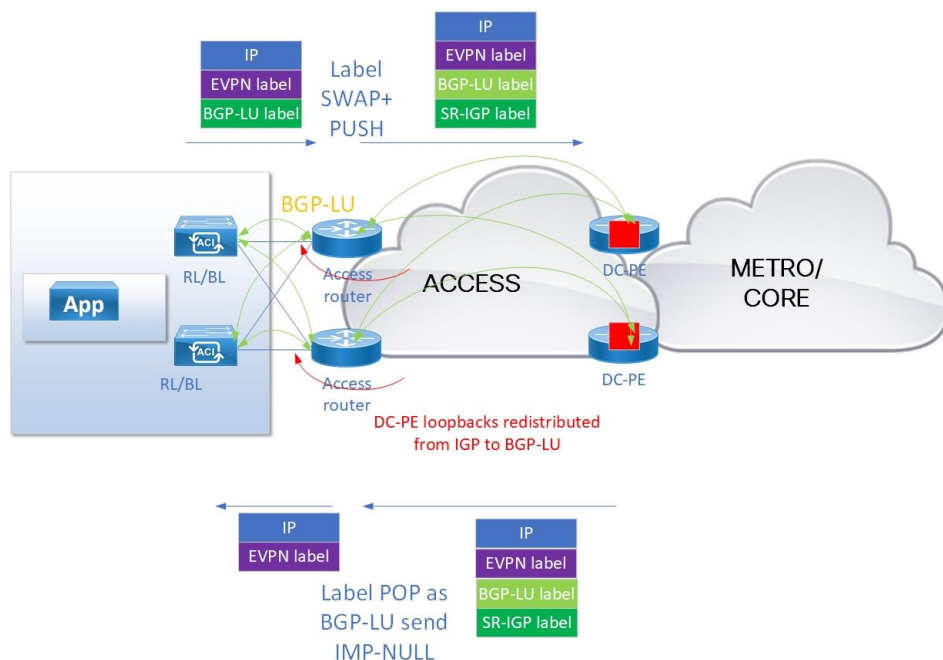 IP
EVPN label
BGP-LU label
Label
SWAP+
PUSH
IP
EVPN label
BGP-LU label
SR-IGP label
BGP-LU
ACI
RL/BL
Access
router
App
ACI
RL/BL
Access
router
ACCESS
DC-PE
DC-PE
METRO/
CORE
DC-PE loopbacks redistributed
from IGP to BGP-LU
IP
EVPN label
IP
EVPN label
BGP-LU label
SR-IGP label
Label POP as
BGP-LU send
IMP-NULL